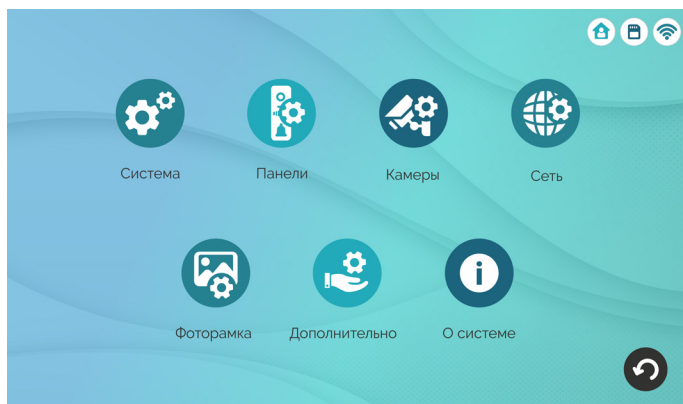 Система
Панели
Камеры
Сеть
Фоторамка
Дополнительно
О системе